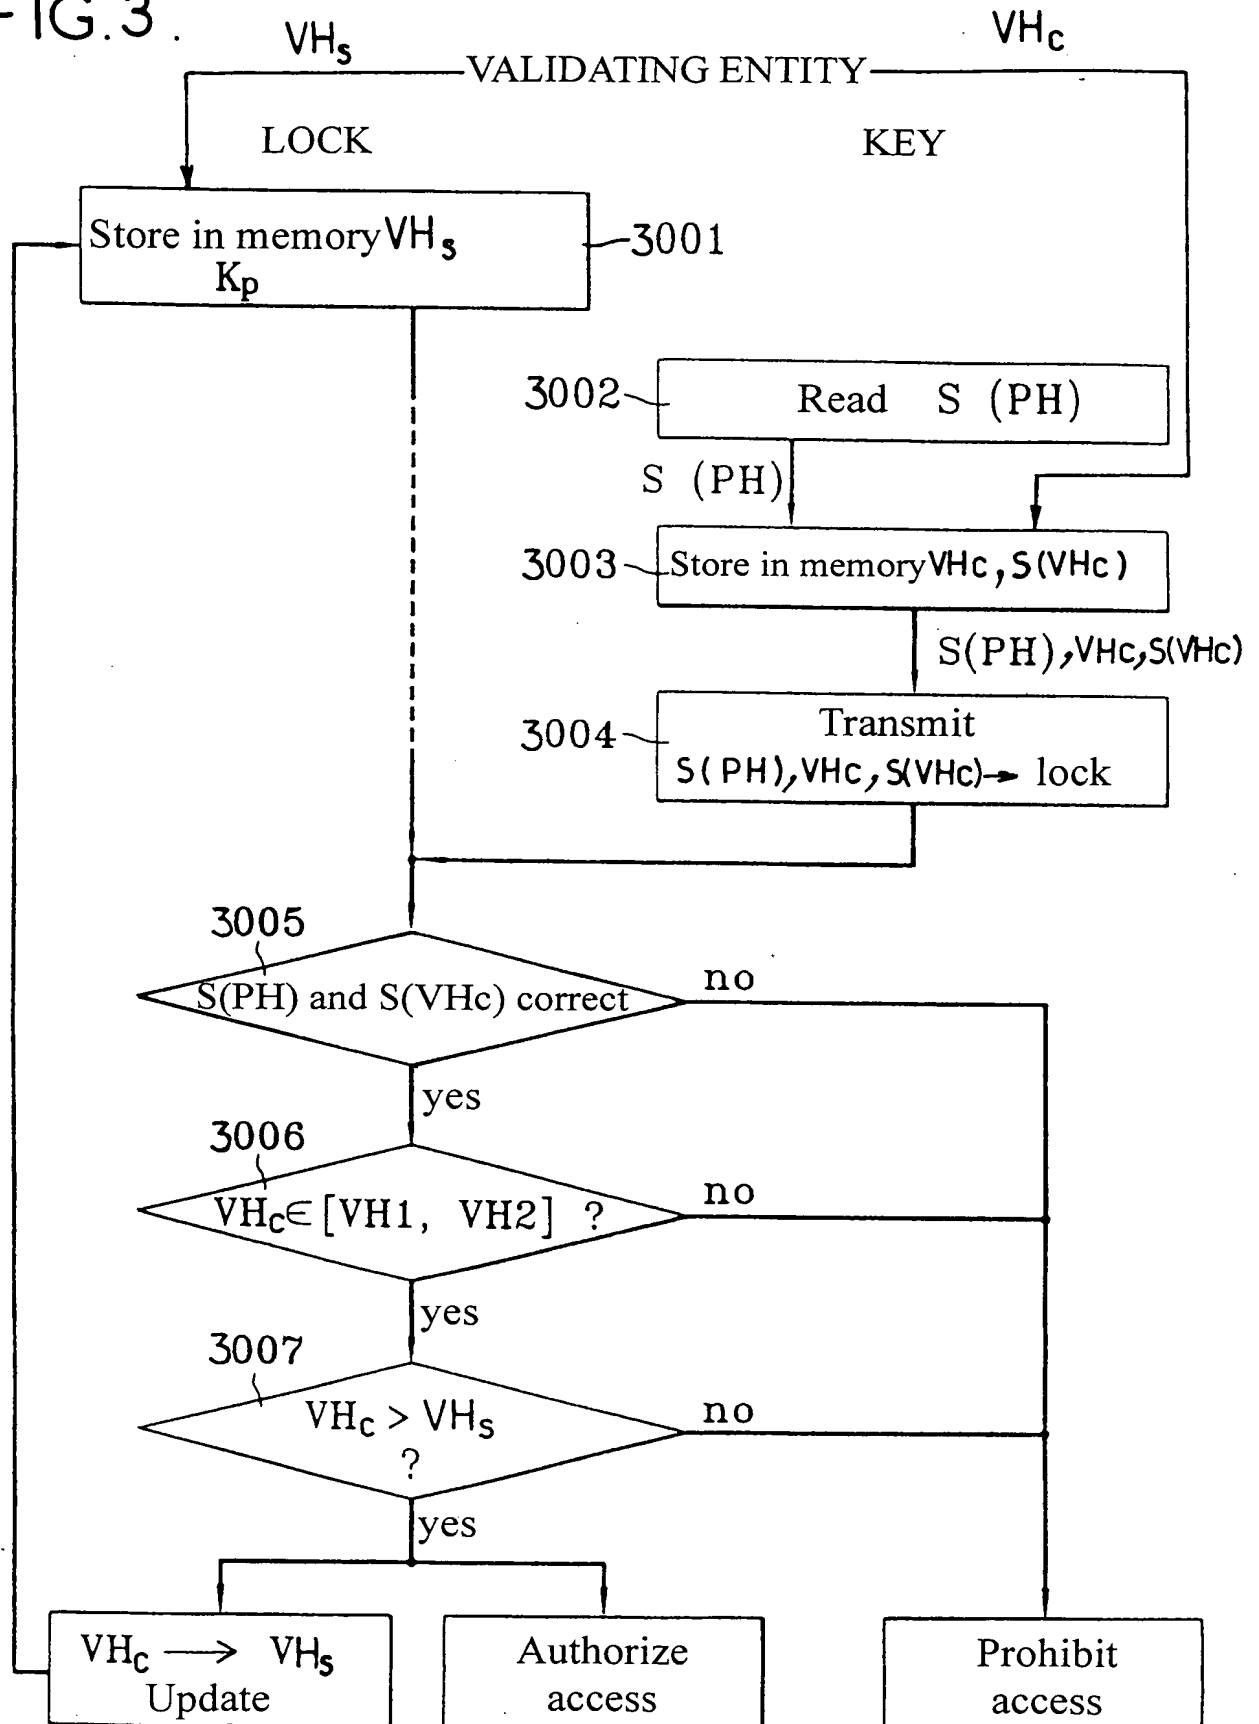 FIG.3.
VHs VHc
VALIDATING ENTITY
LOCK KEY
Store in memory VHs
Kp
3001
3002
Read S (PH)
S (PH)
3003
Store in memory VHc, S(VHc)
S(PH), VHc, S(VHc)
3004
Transmit
S(PH), VHc, S(VHc) → lock
3005
S(PH) and S(VHc) correct
no
yes
3006
VHc∈[VH1, VH2] ?
no
yes
3007
VHc > VHs
?
no
yes
VHc → VHs
Update
Authorize
access
Prohibit
access